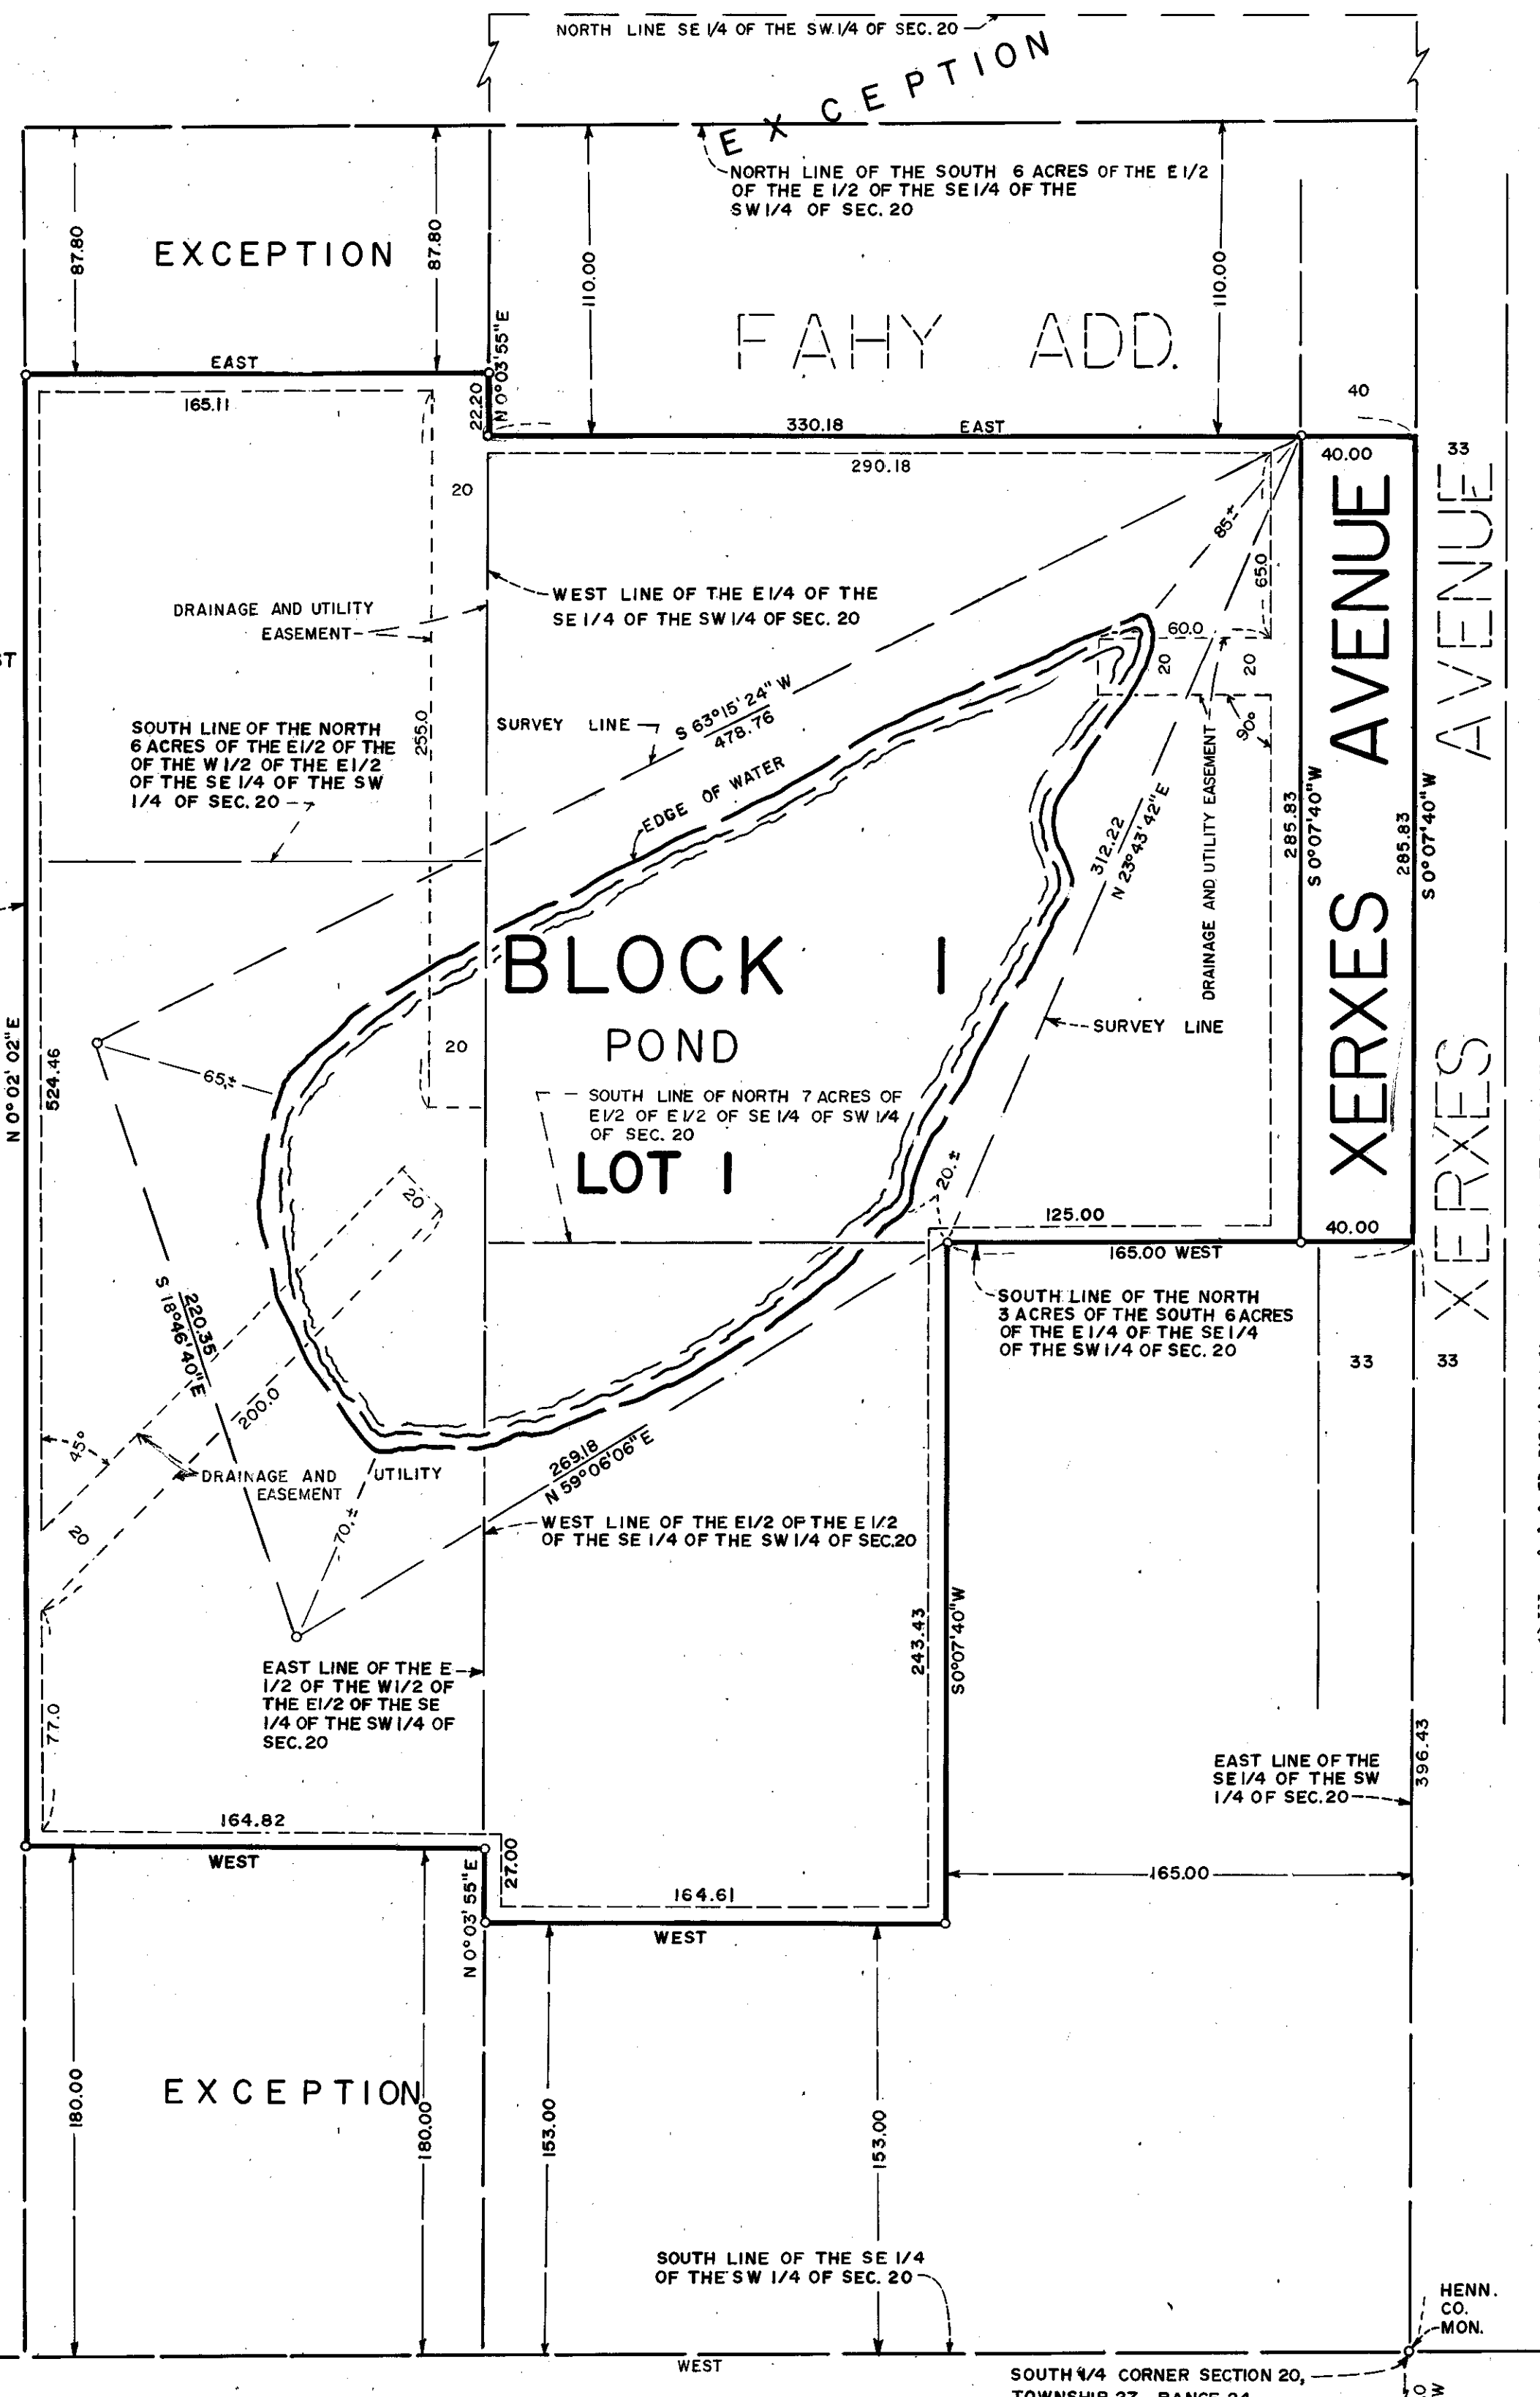 NORTH LINE SE 1/4 OF THE SW 1/4 OF SEC. 20
EXCEPTION
NORTH LINE OF THE SOUTH 6 ACRES OF THE E 1/2
OF THE E 1/2 OF THE SE 1/4 OF THE
SW 1/4 OF SEC. 20
87.80
EXCEPTION
87.80
110.00
110.00
FAHY ADD.
EAST
165.11
22.20
N 0°03'55"E
330.18
EAST
290.18
40
40.00
33
20
85±
65.0
WEST LINE OF THE E 1/4 OF THE
SE 1/4 OF THE SW 1/4 OF SEC. 20
DRAINAGE AND UTILITY
EASEMENT
60.0
20
20
90°
ST
S 63°15'24" W
478.76
SURVEY LINE
SOUTH LINE OF THE NORTH
6 ACRES OF THE E 1/2 OF THE
OF THE W 1/2 OF THE E 1/2
OF THE SE 1/4 OF THE SW
1/4 OF SEC. 20
255.0
EDGE OF WATER
312.22
N 23°43'42"E
DRAINAGE AND UTILITY EASEMENT
285.83
S 0°07'40"W
XERXES AVENUE
285.83
S 0°07'40"W
XERXES AVENUE
BLOCK 1
POND
SURVEY LINE
N 0°02'02"E
524.46
65±
20
SOUTH LINE OF NORTH 7 ACRES OF
E 1/2 OF E 1/2 OF SE 1/4 OF SW 1/4
OF SEC. 20
LOT 1
20
20.±
125.00
165.00 WEST
40.00
SOUTH LINE OF THE NORTH
3 ACRES OF THE SOUTH 6 ACRES
OF THE E 1/4 OF THE SE 1/4
OF THE SW 1/4 OF SEC. 20
33
33
220.35
S 18°46'40"E
200.0
45°
DRAINAGE AND UTILITY
EASEMENT
20
70.±
269.18
N 59°06'06"E
WEST LINE OF THE E 1/2 OF THE E 1/2
OF THE SE 1/4 OF THE SW 1/4 OF SEC. 20
243.43
S 0°07'40"W
EAST LINE OF THE E
1/2 OF THE W 1/2 OF
THE E 1/2 OF THE SE
1/4 OF THE SW 1/4 OF
SEC. 20
77.0
EAST LINE OF THE
SE 1/4 OF THE SW
1/4 OF SEC. 20
396.43
164.82
WEST
27.00
N 0°03'55"E
164.61
WEST
165.00
180.00
EXCEPTION
180.00
153.00
153.00
SOUTH LINE OF THE SE 1/4
OF THE SW 1/4 OF SEC. 20
HENN.
CO.
MON.
WEST
SOUTH 1/4 CORNER SECTION 20,